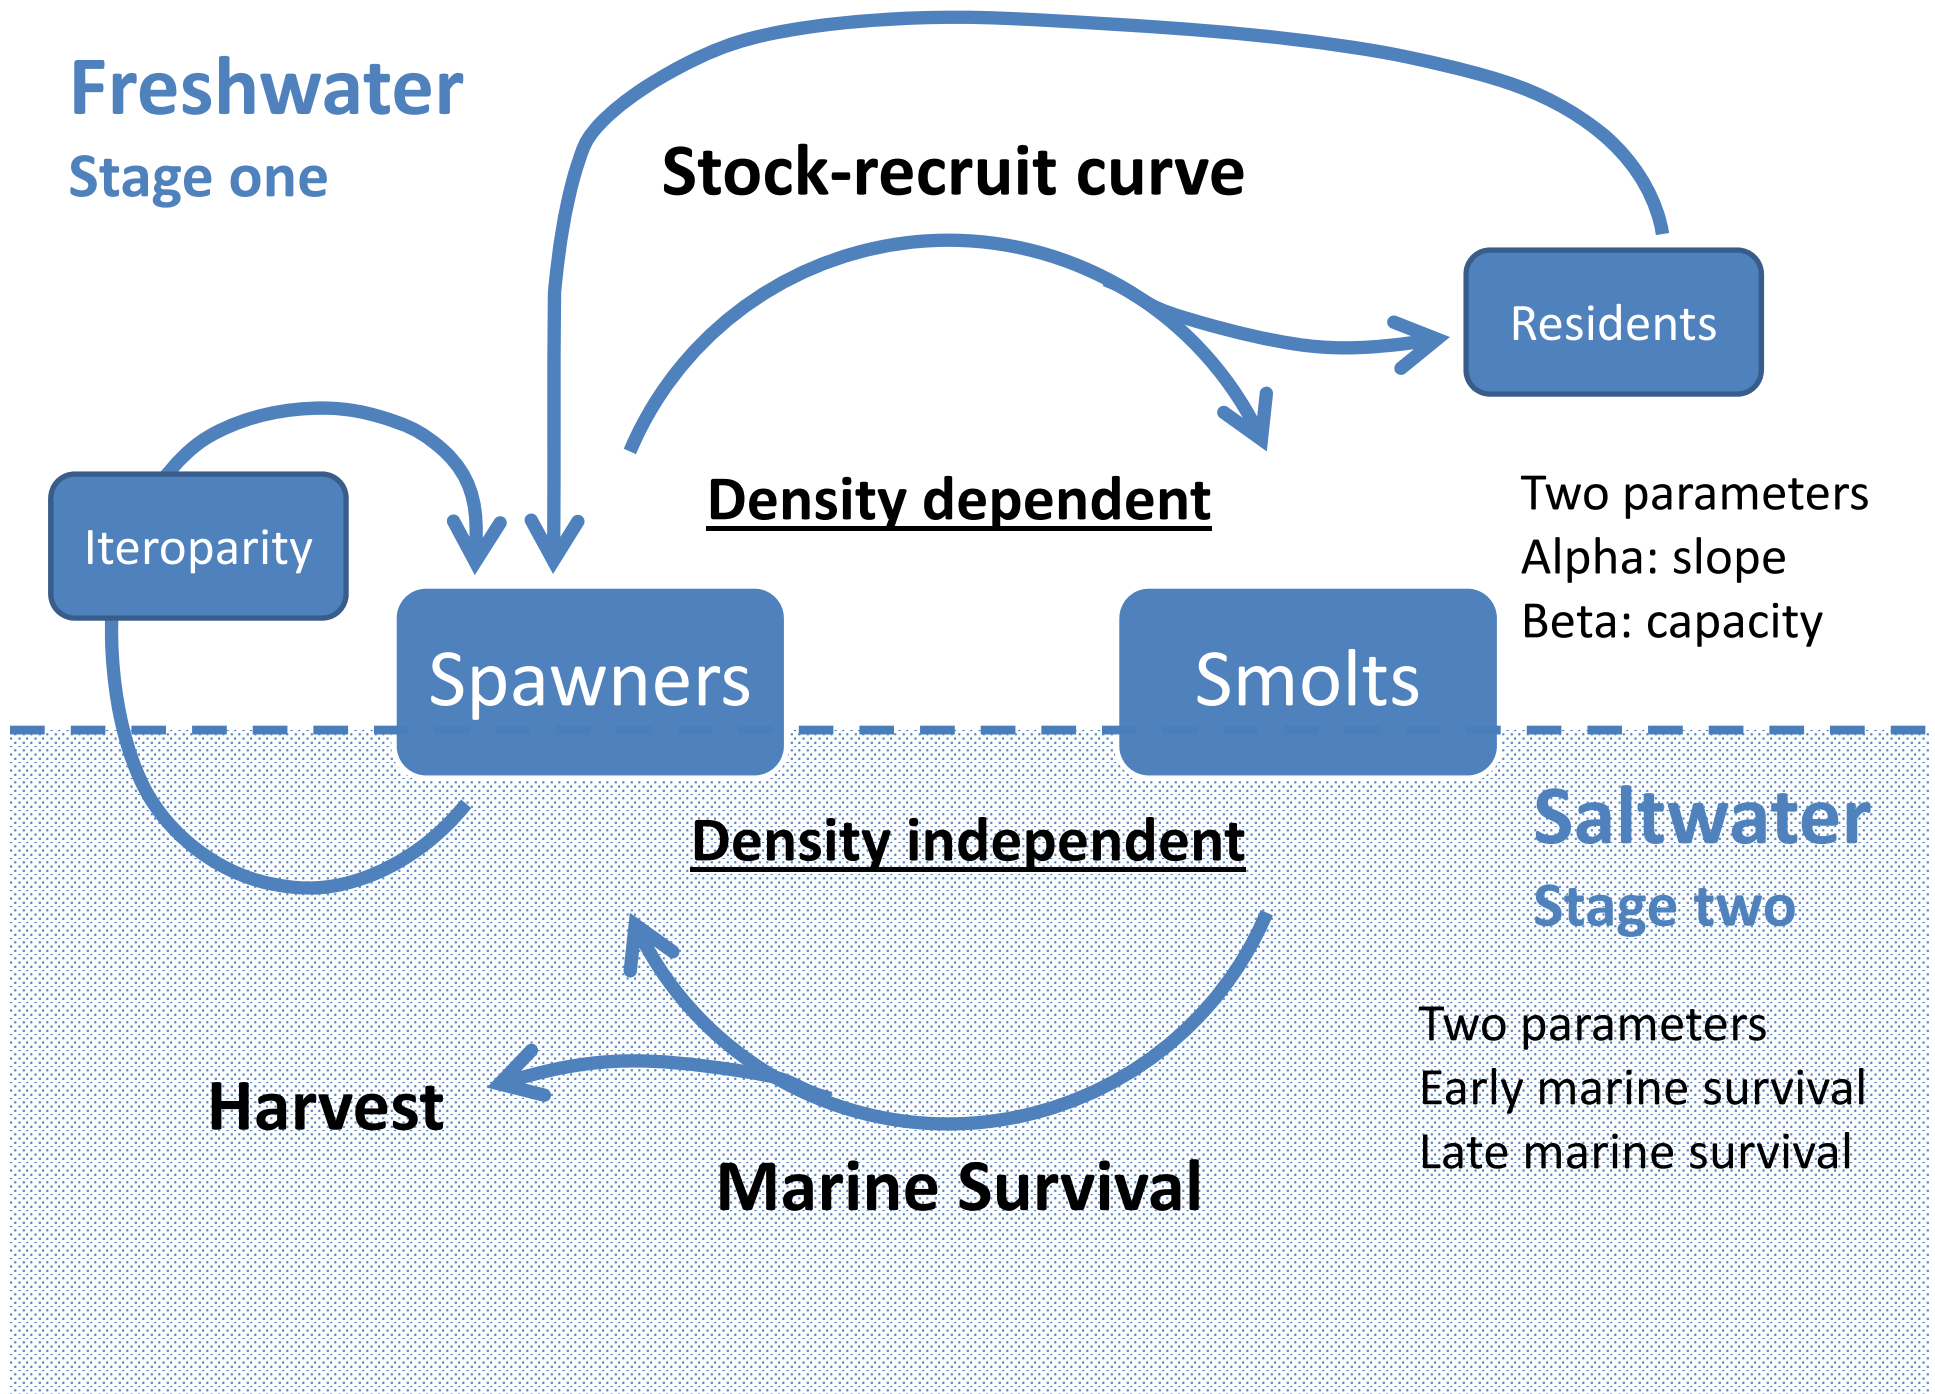 Freshwater
Stage one
Stock-recruit curve
Residents
Density dependent
Two parameters
Alpha: slope
Beta: capacity
Iteroparity
Spawners
Smolts
Density independent
Saltwater
Stage two
Two parameters
Early marine survival
Late marine survival
Harvest
Marine Survival